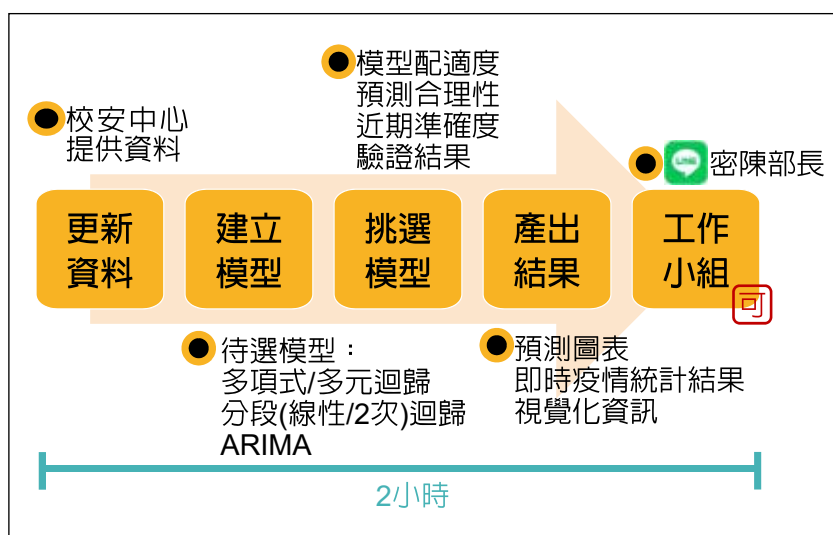 校安中心
提供資料
模型配適度
預測合理性
近期準確度
驗證結果
LINE
密陳部長
更新
資料
建立
模型
挑選
模型
產出
結果
工作
小組
可
待選模型：
多項式/多元迴歸
分段(線性/2次)迴歸
ARIMA
預測圖表
即時疫情統計結果
視覺化資訊
2小時